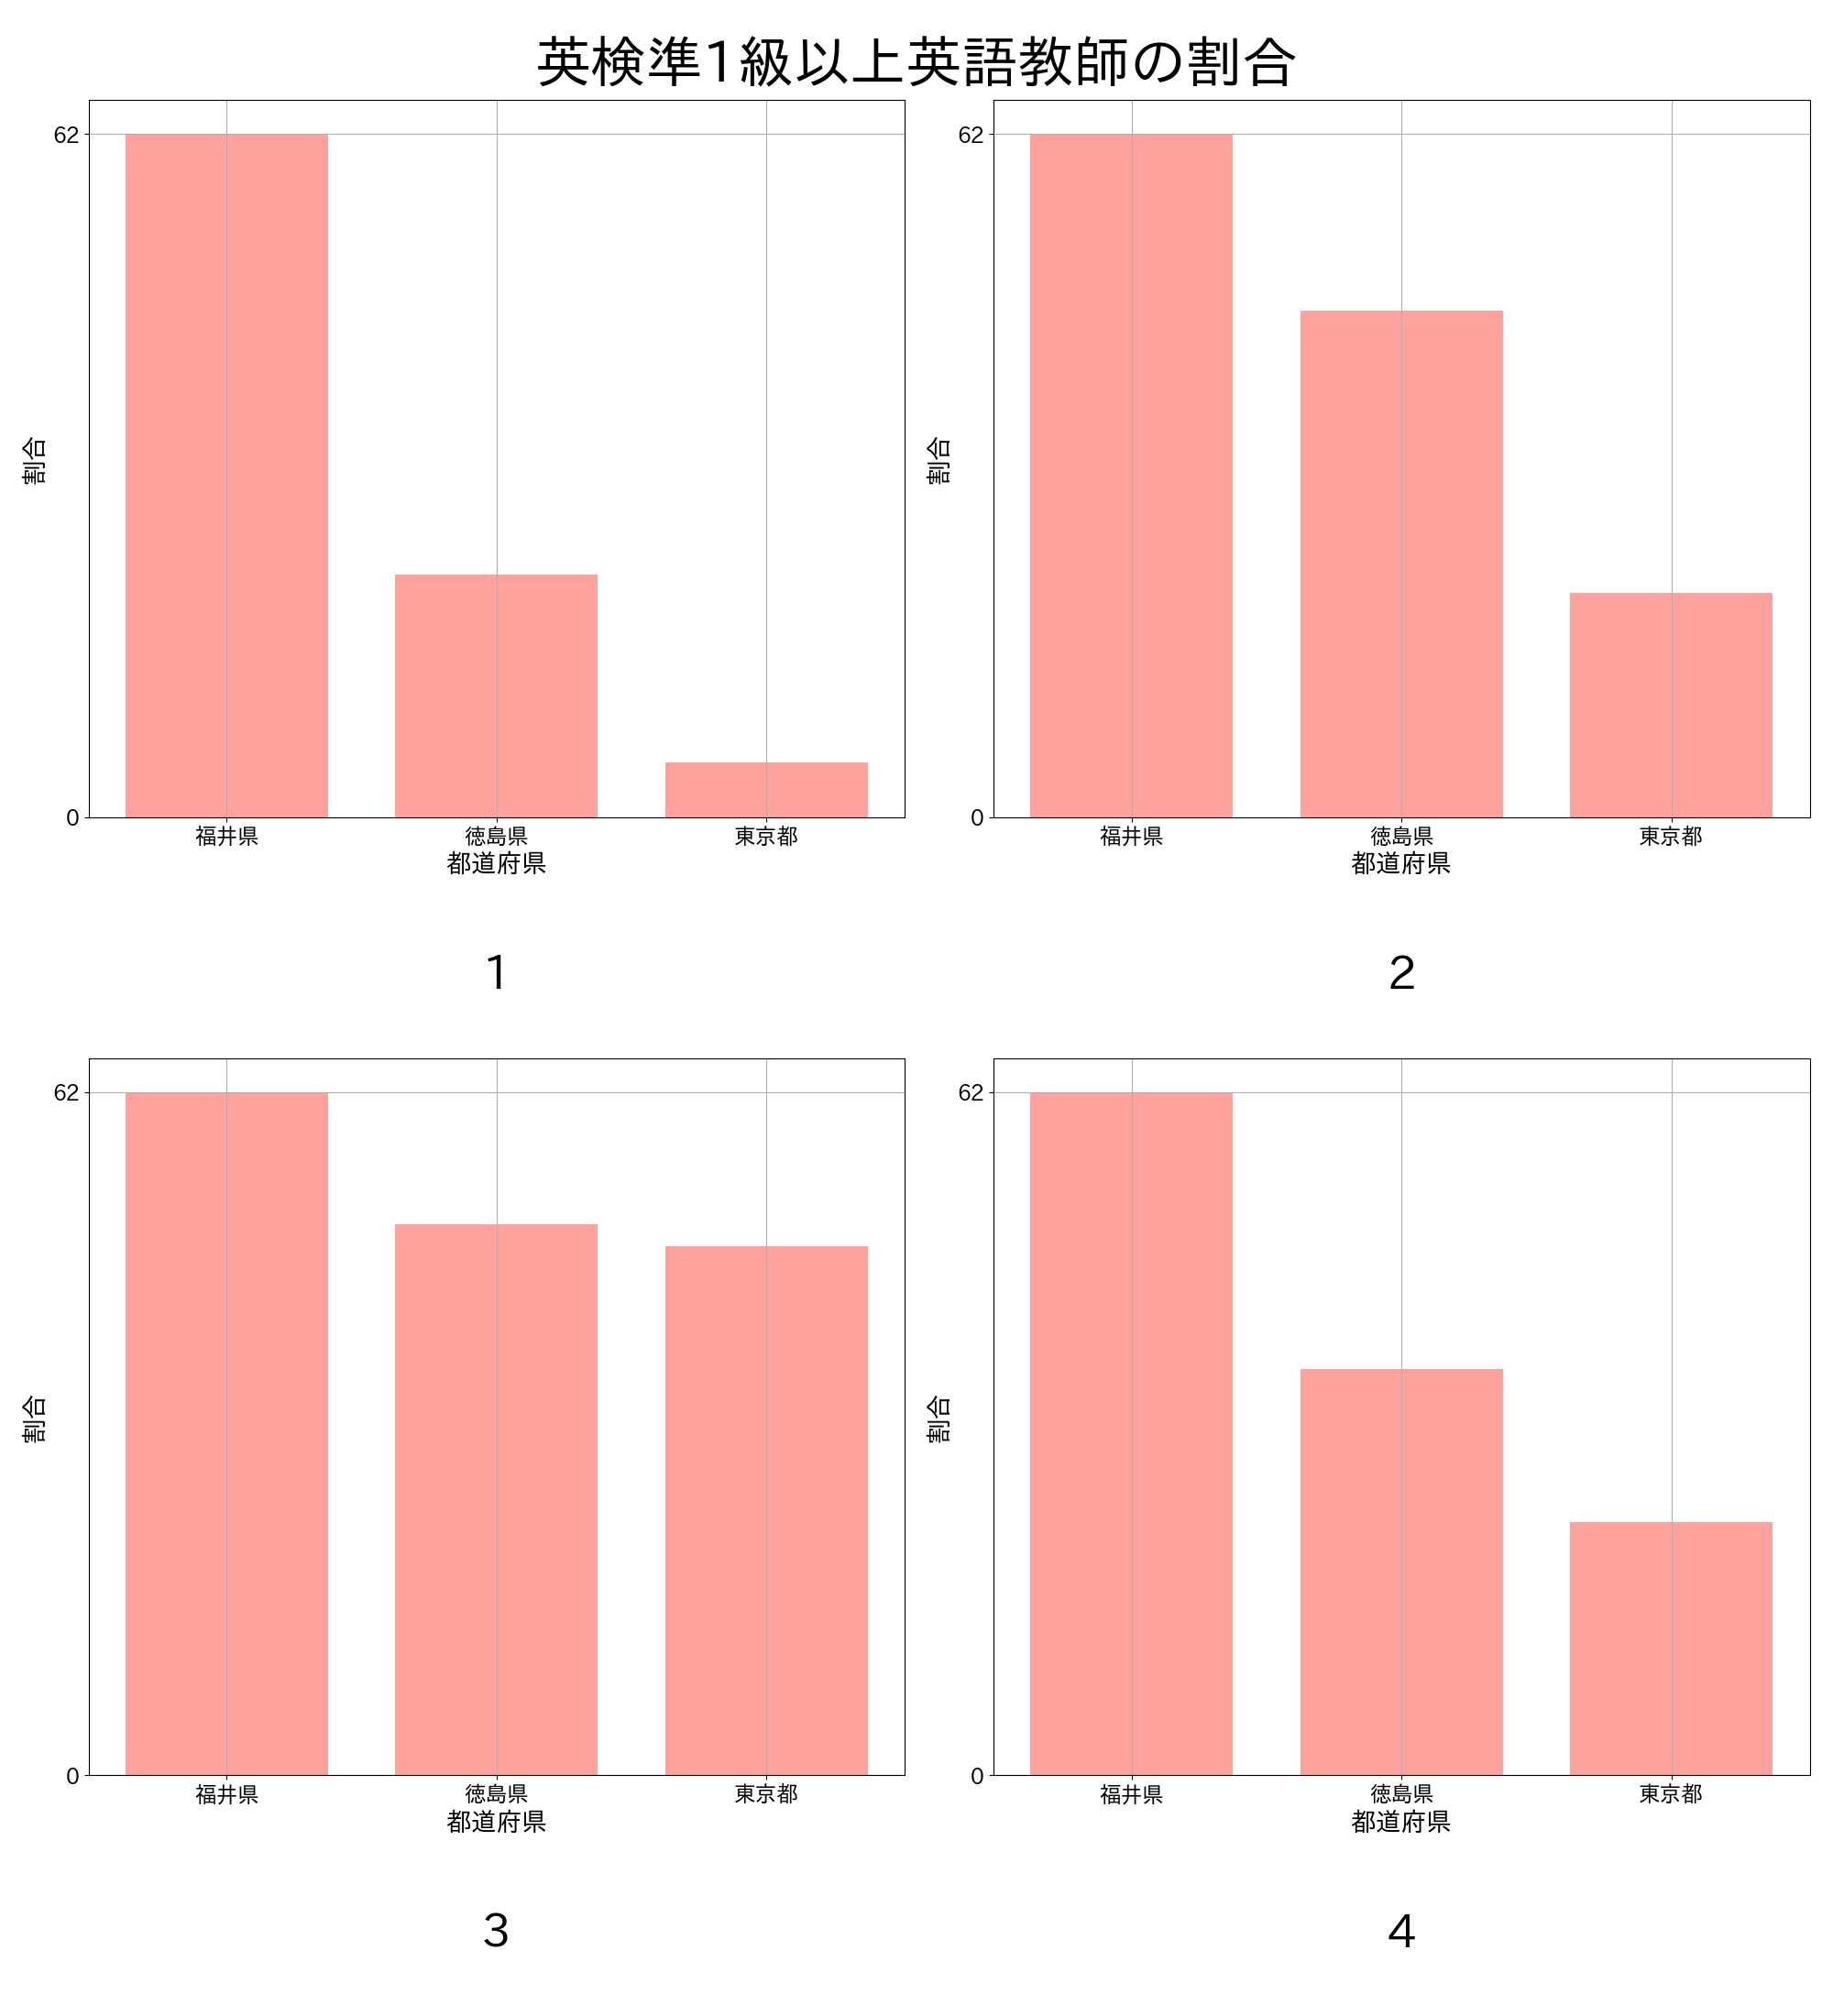 英検準1級以上英語教師の割合
62
0
割合
福井県 徳島県 東京都
都道府県
1
62
0
割合
福井県 徳島県 東京都
都道府県
2
62
0
割合
福井県 徳島県 東京都
都道府県
3
62
0
割合
福井県 徳島県 東京都
都道府県
4